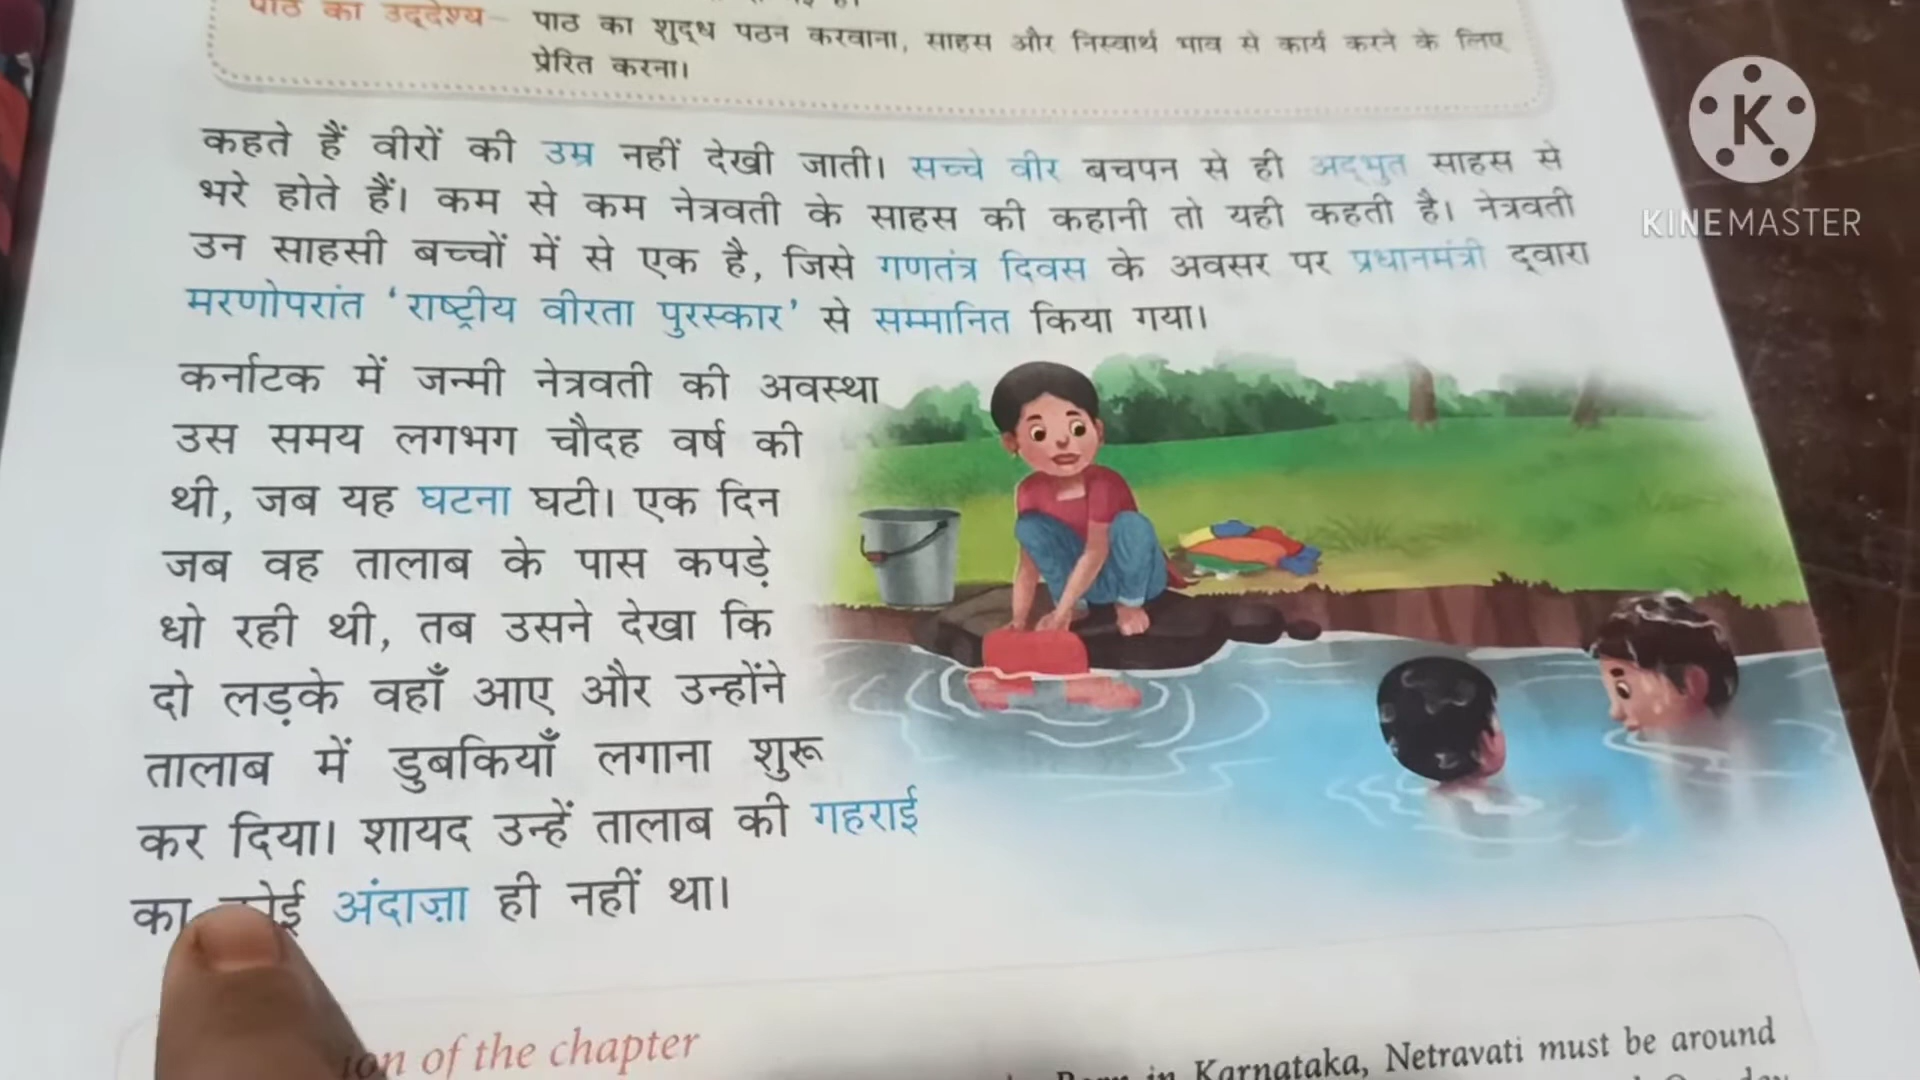 पाठ का उद्देश्य – पाठ का शुद्ध पठन करवाना, साहस और निस्वार्थ भाव से कार्य करने के लिए
प्रेरित करना।
कहते हैं वीरों की उम्र नहीं देखी जाती। सच्चे वीर बचपन से ही अद्भुत साहस से
भरे होते हैं। कम से कम नेत्रवती के साहस की कहानी तो यही कहती है। नेत्रवती
उन साहसी बच्चों में से एक है, जिसे गणतंत्र दिवस के अवसर पर प्रधानमंत्री द्वारा
मरणोपरांत ‘राष्ट्रीय वीरता पुरस्कार’ से सम्मानित किया गया।
कर्नाटक में जन्मी नेत्रवती की अवस्था
उस समय लगभग चौदह वर्ष की
थी, जब यह घटना घटी। एक दिन
जब वह तालाब के पास कपड़े
धो रही थी, तब उसने देखा कि
दो लड़के वहाँ आए और उन्होंने
तालाब में डुबकियाँ लगाना शुरू
कर दिया। शायद उन्हें तालाब की गहराई
का कोई अंदाज़ा ही नहीं था।
of the chapter
in Karnataka, Netravati must be around
K
KINEMASTER